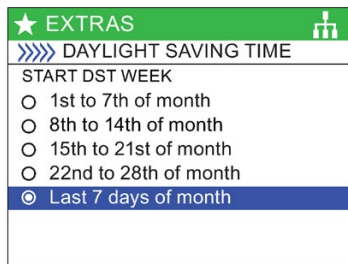 EXTRAS
DAYLIGHT SAVING TIME
START DST WEEK
1st to 7th of month
8th to 14th of month
15th to 21st of month
22nd to 28th of month
Last 7 days of month